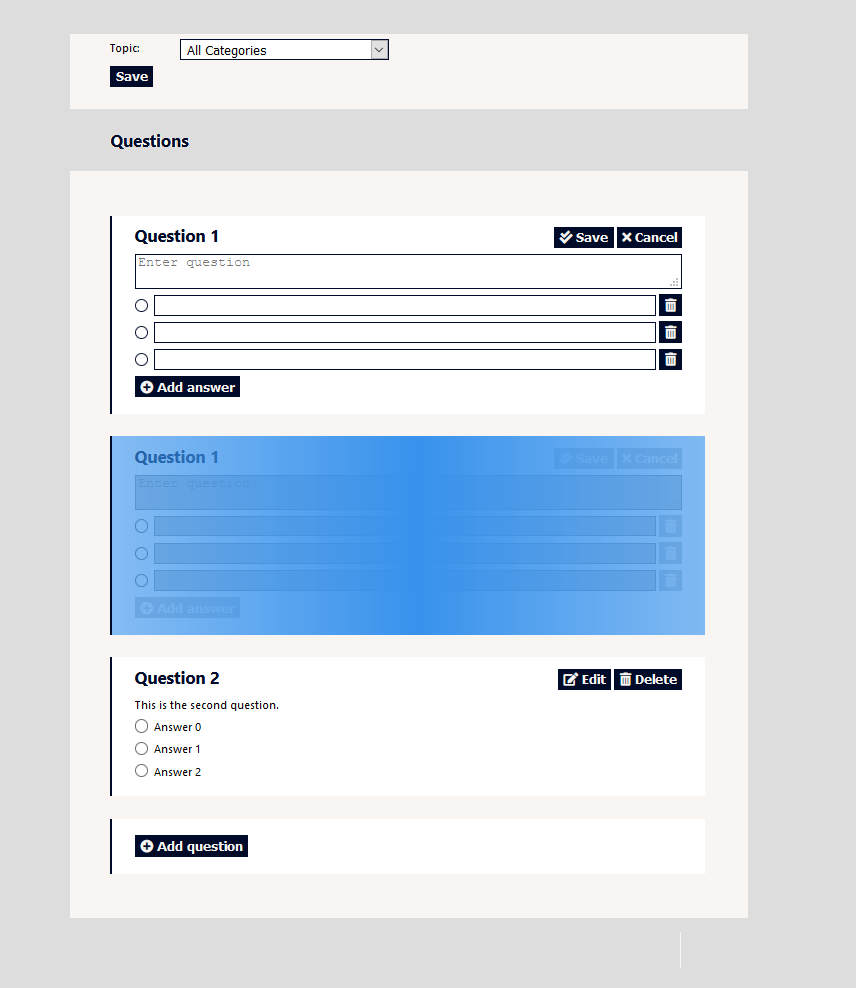 Topic: All Categories
Save
Questions
Question 1 Save Cancel
Enter question
Add answer
Question 1 Save Cancel
Enter question
Add answer
Question 2 Edit Delete
This is the second question.
Answer 0
Answer 1
Answer 2
Add question